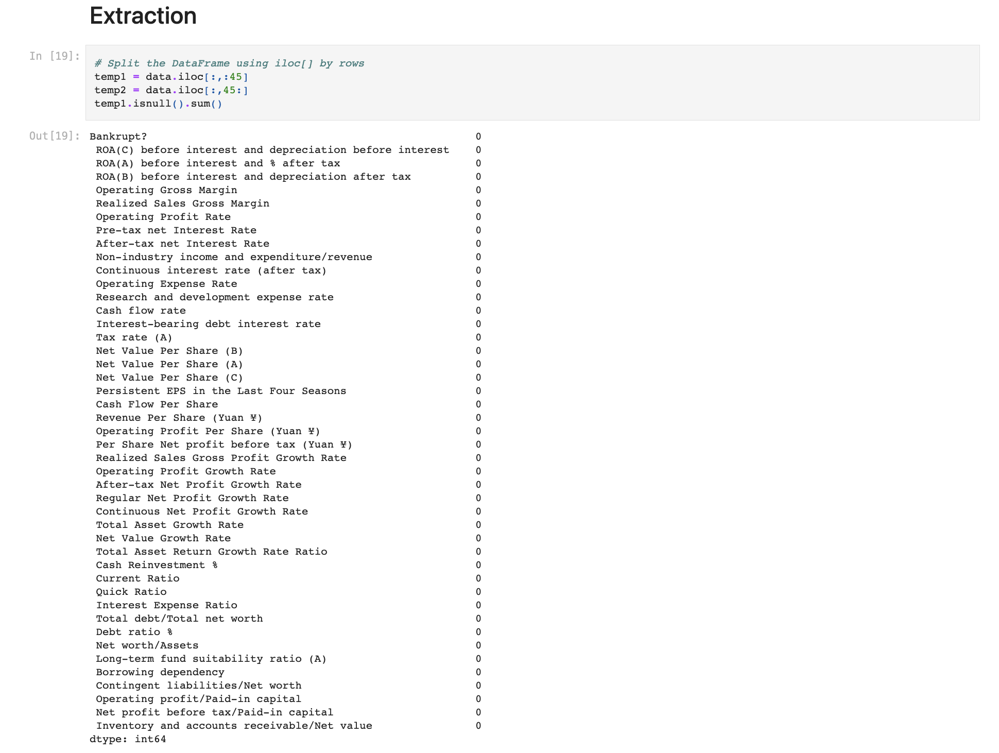 Extraction
In [19]:
# Split the DataFrame using iloc[] by rows
temp1 = data.iloc[:,:45]
temp2 = data.iloc[:,45:]
temp1.isnull().sum()
Out[19]:
Bankrupt? 0
ROA(C) before interest and depreciation before interest 0
ROA(A) before interest and % after tax 0
ROA(B) before interest and depreciation after tax 0
Operating Gross Margin 0
Realized Sales Gross Margin 0
Operating Profit Rate 0
Pre-tax net Interest Rate 0
After-tax net Interest Rate 0
Non-industry income and expenditure/revenue 0
Continuous interest rate (after tax) 0
Operating Expense Rate 0
Research and development expense rate 0
Cash flow rate 0
Interest-bearing debt interest rate 0
Tax rate (A) 0
Net Value Per Share (B) 0
Net Value Per Share (A) 0
Net Value Per Share (C) 0
Persistent EPS in the Last Four Seasons 0
Cash Flow Per Share 0
Revenue Per Share (Yuan ¥) 0
Operating Profit Per Share (Yuan ¥) 0
Per Share Net profit before tax (Yuan ¥) 0
Realized Sales Gross Profit Growth Rate 0
Operating Profit Growth Rate 0
After-tax Net Profit Growth Rate 0
Regular Net Profit Growth Rate 0
Continuous Net Profit Growth Rate 0
Total Asset Growth Rate 0
Net Value Growth Rate 0
Total Asset Return Growth Rate Ratio 0
Cash Reinvestment % 0
Current Ratio 0
Quick Ratio 0
Interest Expense Ratio 0
Total debt/Total net worth 0
Debt ratio % 0
Net worth/Assets 0
Long-term fund suitability ratio (A) 0
Borrowing dependency 0
Contingent liabilities/Net worth 0
Operating profit/Paid-in capital 0
Net profit before tax/Paid-in capital 0
Inventory and accounts receivable/Net value 0
dtype: int64